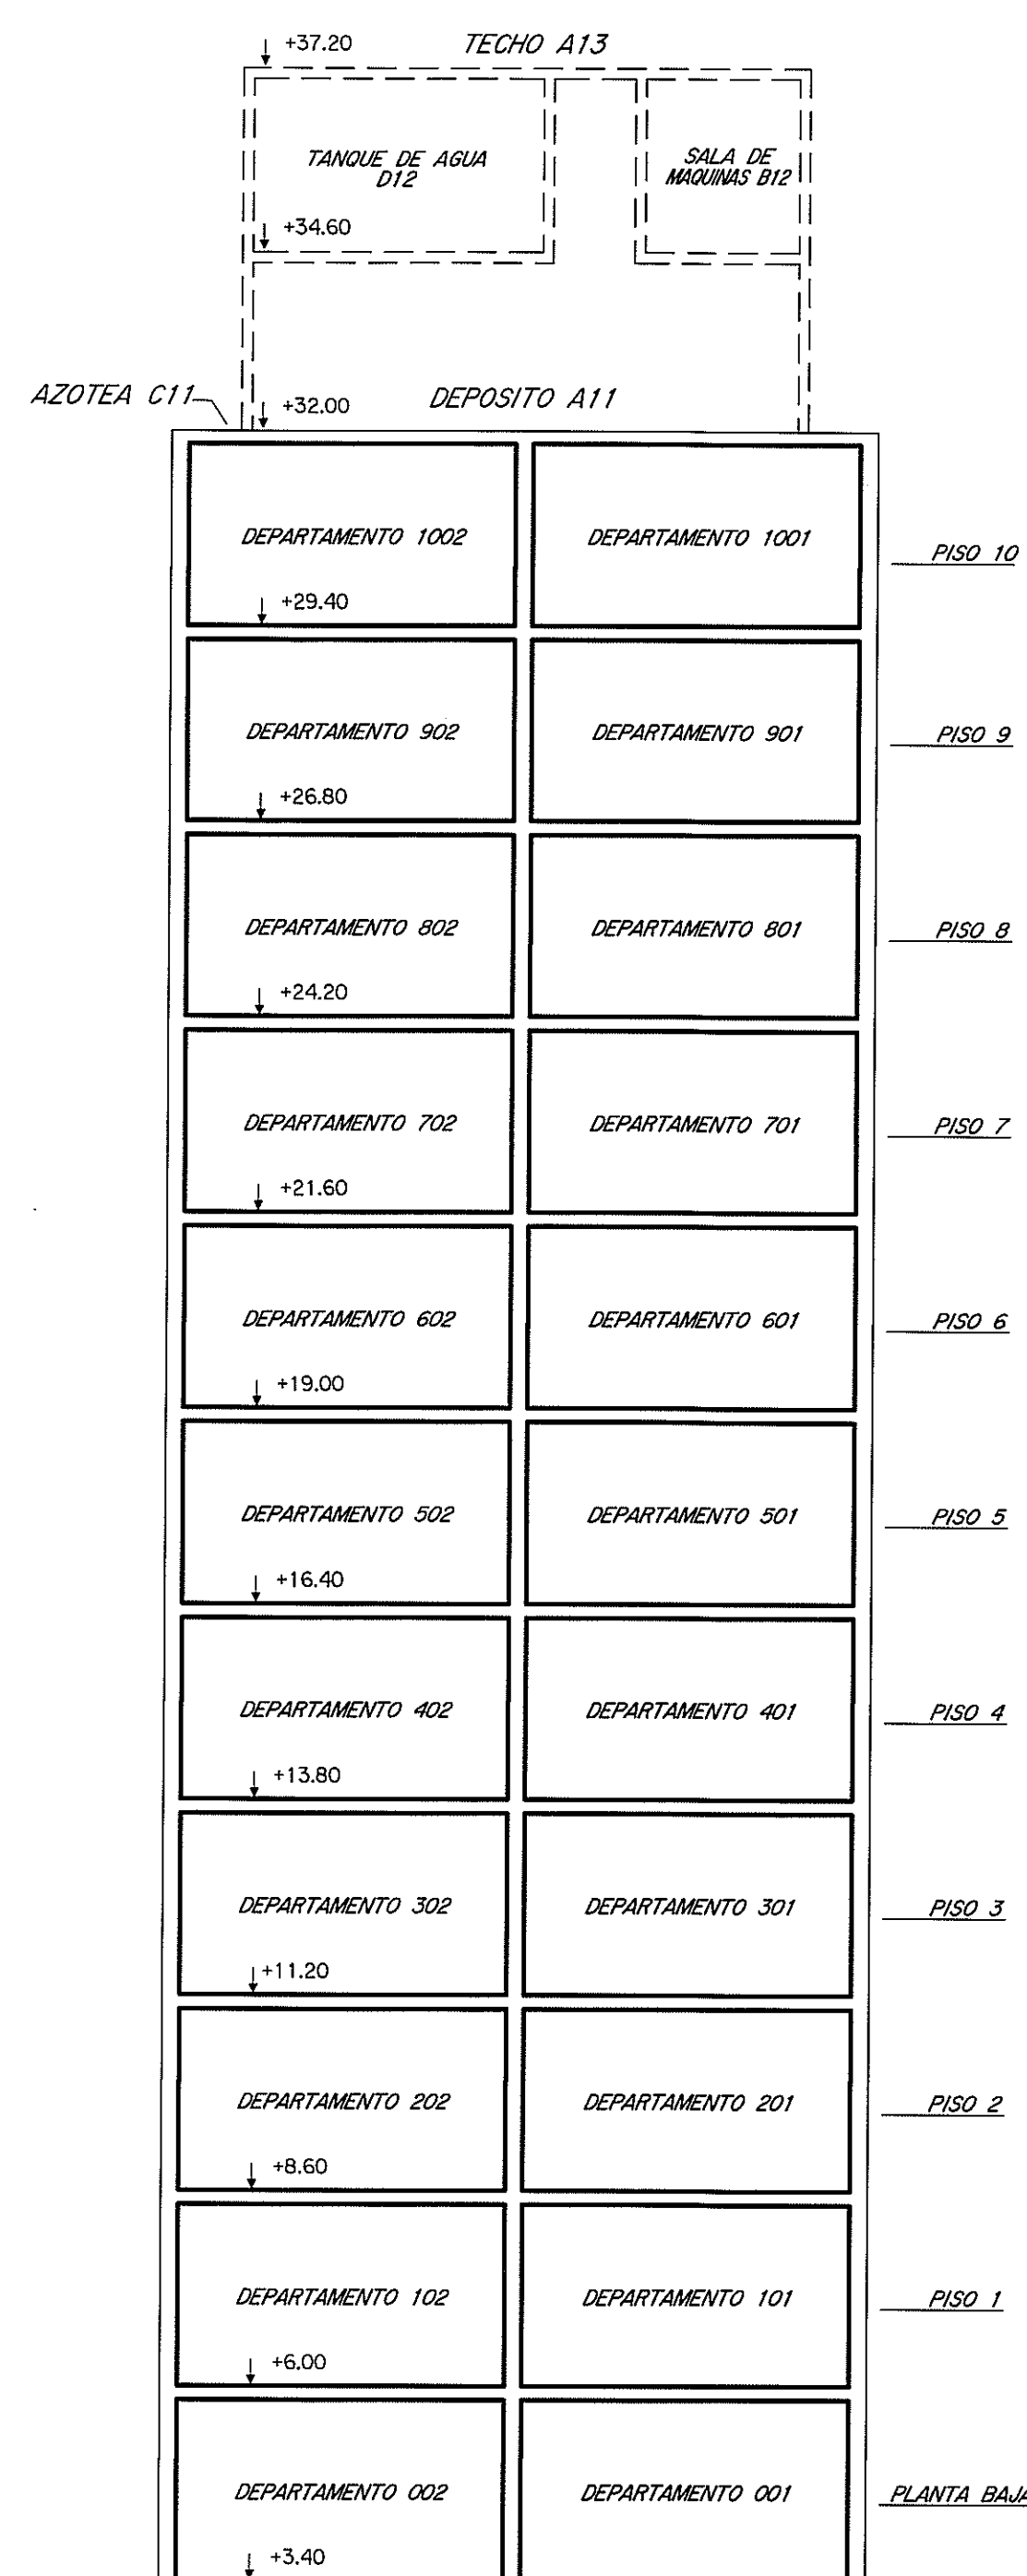 +37.20 TECHO A13
TANQUE DE AGUA
D12
SALA DE
MAQUINAS B12
+34.60
AZOTEA C11
+32.00
DEPOSITO A11
DEPARTAMENTO 1002
DEPARTAMENTO 1001
PISO 10
+29.40
DEPARTAMENTO 902
DEPARTAMENTO 901
PISO 9
+26.80
DEPARTAMENTO 802
DEPARTAMENTO 801
PISO 8
+24.20
DEPARTAMENTO 702
DEPARTAMENTO 701
PISO 7
+21.60
DEPARTAMENTO 602
DEPARTAMENTO 601
PISO 6
+19.00
DEPARTAMENTO 502
DEPARTAMENTO 501
PISO 5
+16.40
DEPARTAMENTO 402
DEPARTAMENTO 401
PISO 4
+13.80
DEPARTAMENTO 302
DEPARTAMENTO 301
PISO 3
+11.20
DEPARTAMENTO 202
DEPARTAMENTO 201
PISO 2
+8.60
DEPARTAMENTO 102
DEPARTAMENTO 101
PISO 1
+6.00
DEPARTAMENTO 002
DEPARTAMENTO 001
PLANTA BAJA
+3.40